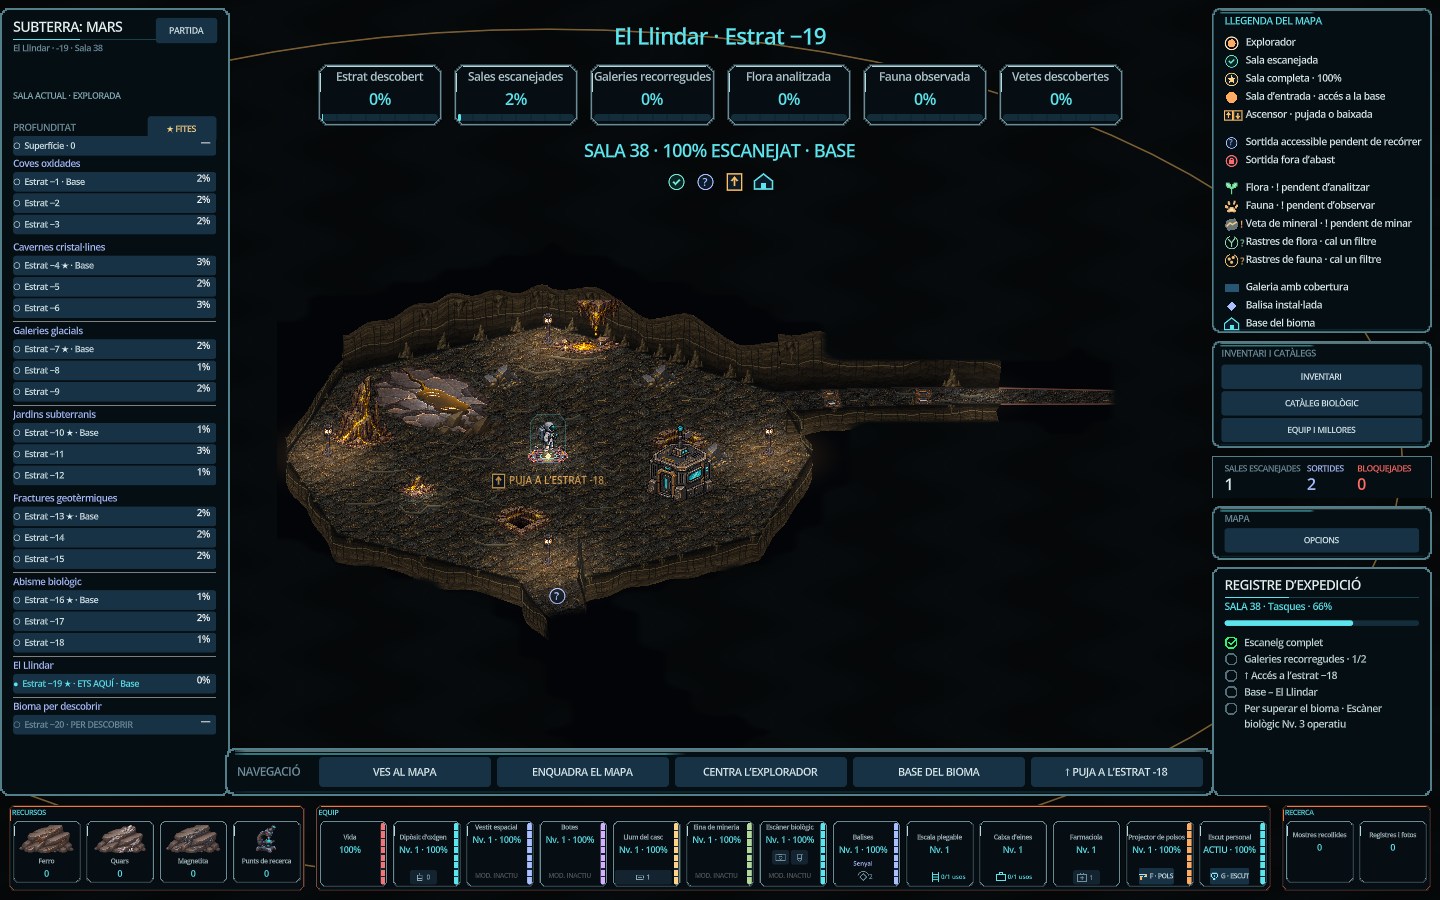 SUBTERRA: MARS
PARTIDA
El Llindar · -19 · Sala 38
SALA ACTUAL · EXPLORADA
PROFUNDITAT
★ FITES
Superfície · 0 —
Coves oxidades
Estrat −1 · Base 2%
Estrat −2 2%
Estrat −3 2%
Cavernes cristal·lines
Estrat −4 ★ · Base 3%
Estrat −5 2%
Estrat −6 3%
Galeries glacials
Estrat −7 ★ · Base 2%
Estrat −8 1%
Estrat −9 2%
Jardins subterranis
Estrat −10 ★ · Base 1%
Estrat −11 3%
Estrat −12 1%
Fractures geotèrmiques
Estrat −13 ★ · Base 2%
Estrat −14 2%
Estrat −15 2%
Abisme biològic
Estrat −16 ★ · Base 1%
Estrat −17 2%
Estrat −18 1%
El Llindar
Estrat −19 ★ · ETS AQUÍ · Base 0%
Bioma per descobrir
Estrat −20 · PER DESCOBRIR —
El Llindar · Estrat −19
Estrat descobert
0%
Sales escanejades
2%
Galeries recorregudes
0%
Flora analitzada
0%
Fauna observada
0%
Vetes descobertes
0%
SALA 38 · 100% ESCANEJAT · BASE
?
PUJA A L'ESTRAT -18
?
NAVEGACIÓ
VES AL MAPA
ENQUADRA EL MAPA
CENTRA L'EXPLORADOR
BASE DEL BIOMA
↑ PUJA A L'ESTRAT -18
LLEGENDA DEL MAPA
Explorador
Sala escanejada
Sala completa · 100%
Sala d'entrada · accés a la base
Ascensor · pujada o baixada
? Sortida accessible pendent de recórrer
Sortida fora d'abast
Flora · ! pendent d'analitzar
Fauna · ! pendent d'observar
! Veta de mineral · ! pendent de minar
? Rastres de flora · cal un filtre
? Rastres de fauna · cal un filtre
Galeria amb cobertura
Balisa instal·lada
Base del bioma
INVENTARI I CATÀLEGS
INVENTARI
CATÀLEG BIOLÒGIC
EQUIP I MILLORES
SALES ESCANEJADES
1
SORTIDES
2
BLOQUEJADES
0
MAPA
OPCIONS
REGISTRE D'EXPEDICIÓ
SALA 38 · Tasques · 66%
Escaneig complet
Galeries recorregudes · 1/2
↑ Accés a l'estrat −18
Base – El Llindar
Per superar el bioma · Escàner
biològic Nv. 3 operatiu
RECURSOS
Ferro
0
Quars
0
Magnetita
0
Punts de recerca
0
EQUIP
Vida
100%
Dipòsit d'oxigen
Nv. 1 · 100%
0
Vestit espacial
Nv. 1 · 100%
MOD. INACTIU
Botes
Nv. 1 · 100%
MOD. INACTIU
Llum del casc
Nv. 1 · 100%
1
Eina de mineria
Nv. 1 · 100%
MOD. INACTIU
Escàner biològic
Nv. 1 · 100%
MOD. INACTIU
Balises
Nv. 1 · 100%
Senyal
2
Escala plegable
Nv. 1
0/1 usos
Caixa d'eines
Nv. 1
0/1 usos
Farmaciola
Nv. 1
1
Projector de polsos
Nv. 1 · 100%
F · POLS
Escut personal
ACTIU · 100%
G · ESCUT
RECERCA
Mostres recollides
0
Registres i fotos
0